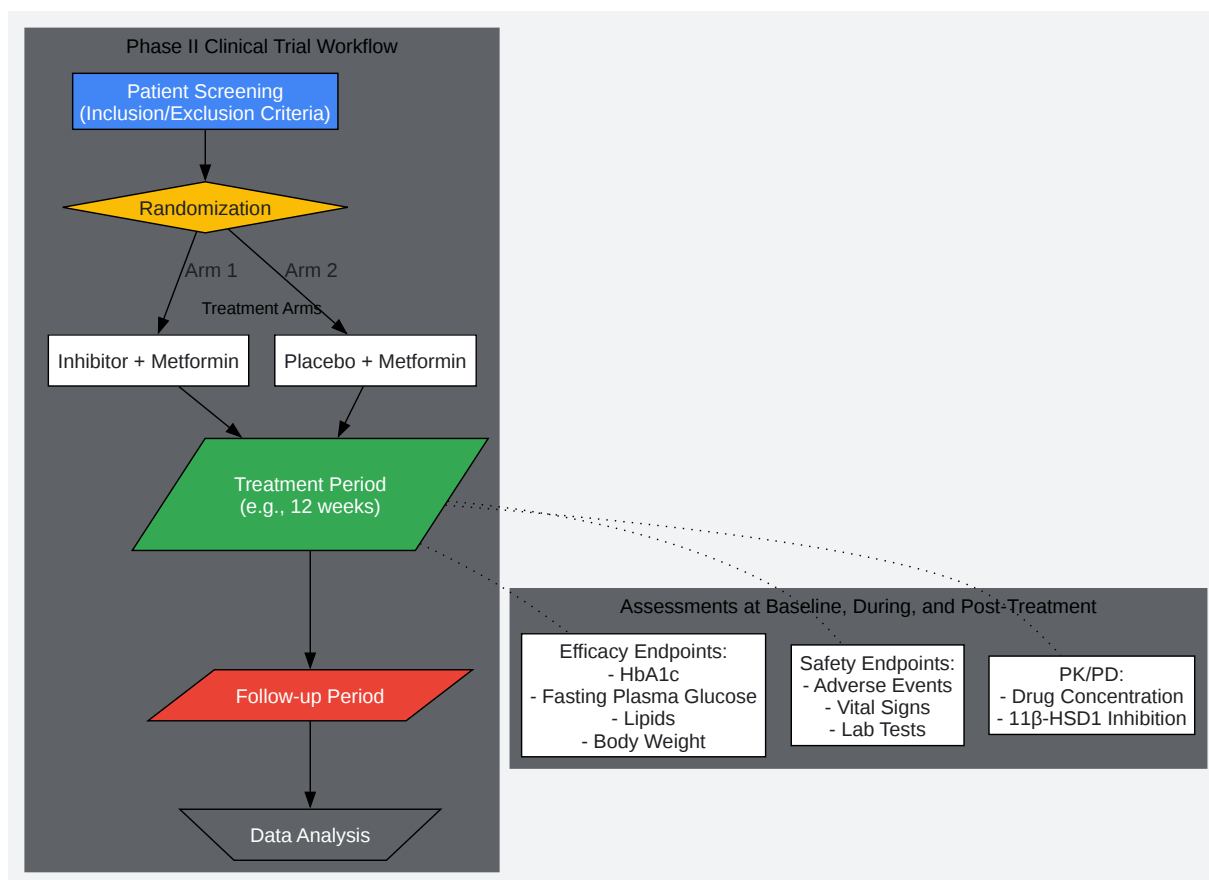 Phase II Clinical Trial Workflow
Patient Screening
(Inclusion/Exclusion Criteria)
Randomization
Arm 1
Arm 2
Treatment Arms
Inhibitor + Metformin
Placebo + Metformin
Treatment Period
(e.g., 12 weeks)
Assessments at Baseline, During, and Post-Treatment
Efficacy Endpoints:
- HbA1c
- Fasting Plasma Glucose
- Lipids
- Body Weight
Safety Endpoints:
- Adverse Events
- Vital Signs
- Lab Tests
PK/PD:
- Drug Concentration
- 11β-HSD1 Inhibition
Follow-up Period
Data Analysis